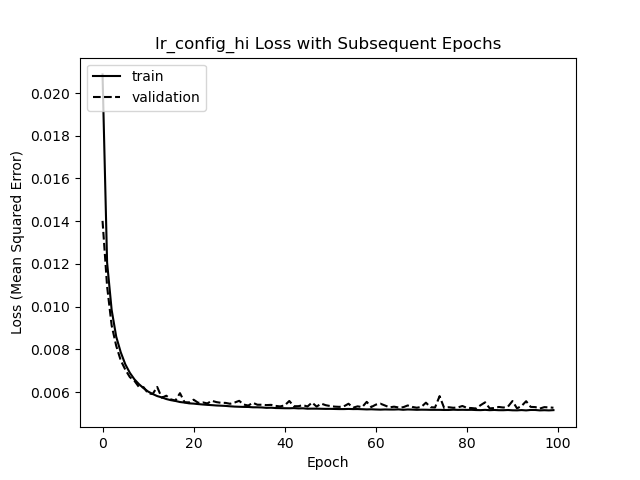 lr_config_hi Loss with Subsequent Epochs
train
validation
0.020
0.018
0.016
0.014
0.012
0.010
0.008
0.006
Loss (Mean Squared Error)
0
20
40
60
80
100
Epoch